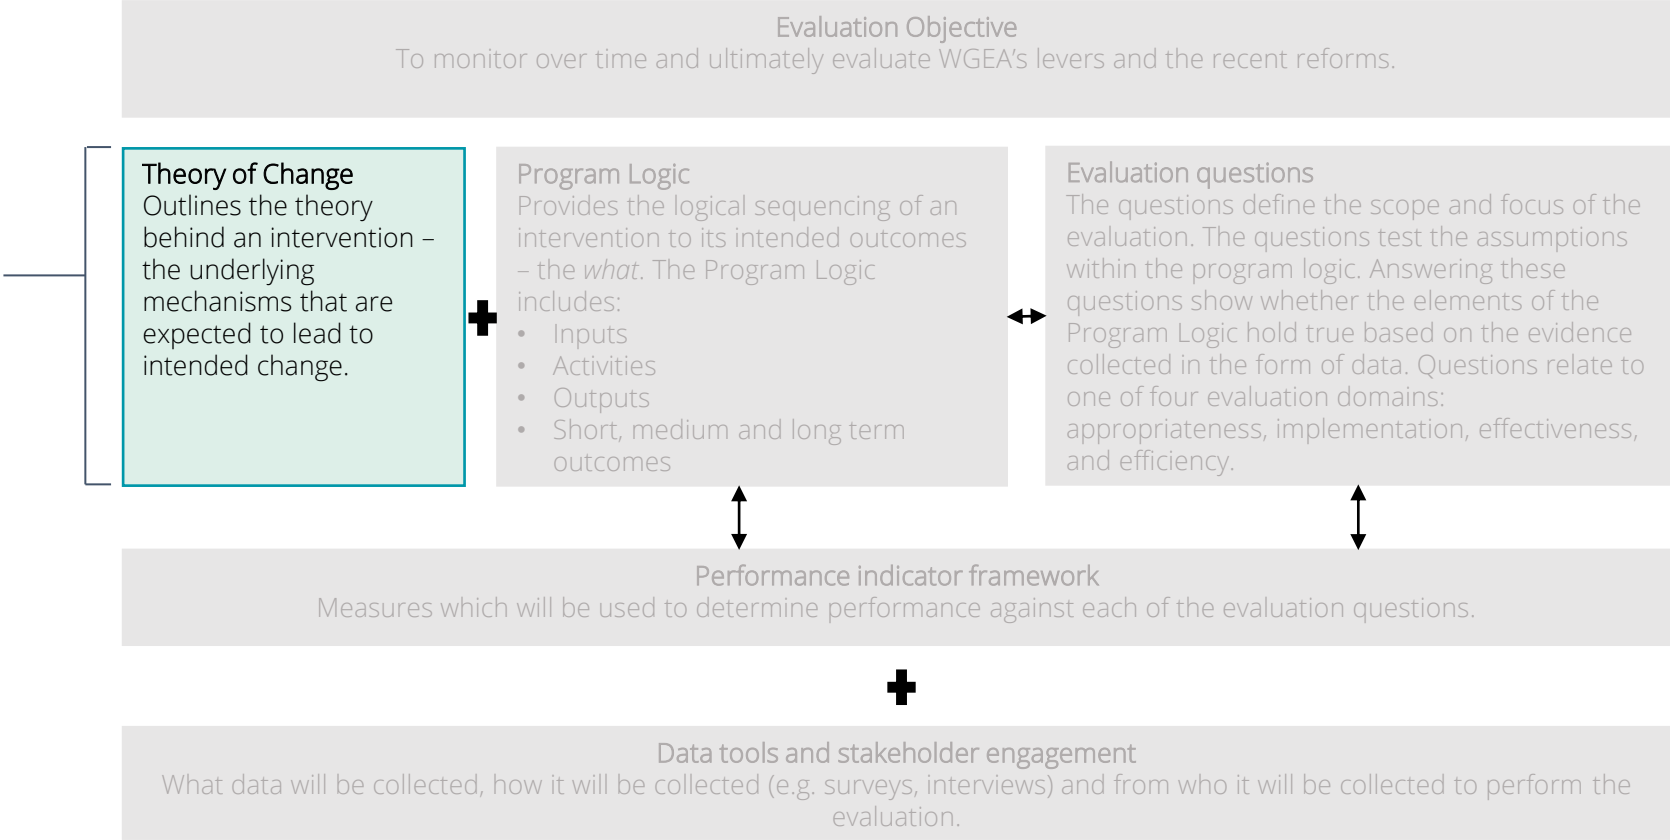 Evaluation Objective
To monitor over time and ultimately evaluate WGEA's levers and the recent reforms.
Theory of Change
Outlines the theory
behind an intervention –
the underlying
mechanisms that are
expected to lead to
intended change.
Program Logic
Provides the logical sequencing of an
intervention to its intended outcomes
– the what. The Program Logic
includes:
• Inputs
• Activities
• Outputs
• Short, medium and long term
outcomes
Evaluation questions
The questions define the scope and focus of the
evaluation. The questions test the assumptions
within the program logic. Answering these
questions show whether the elements of the
Program Logic hold true based on the evidence
collected in the form of data. Questions relate to
one of four evaluation domains:
appropriateness, implementation, effectiveness,
and efficiency.
Performance indicator framework
Measures which will be used to determine performance against each of the evaluation questions.
Data tools and stakeholder engagement
What data will be collected, how it will be collected (e.g. surveys, interviews) and from who it will be collected to perform the
evaluation.